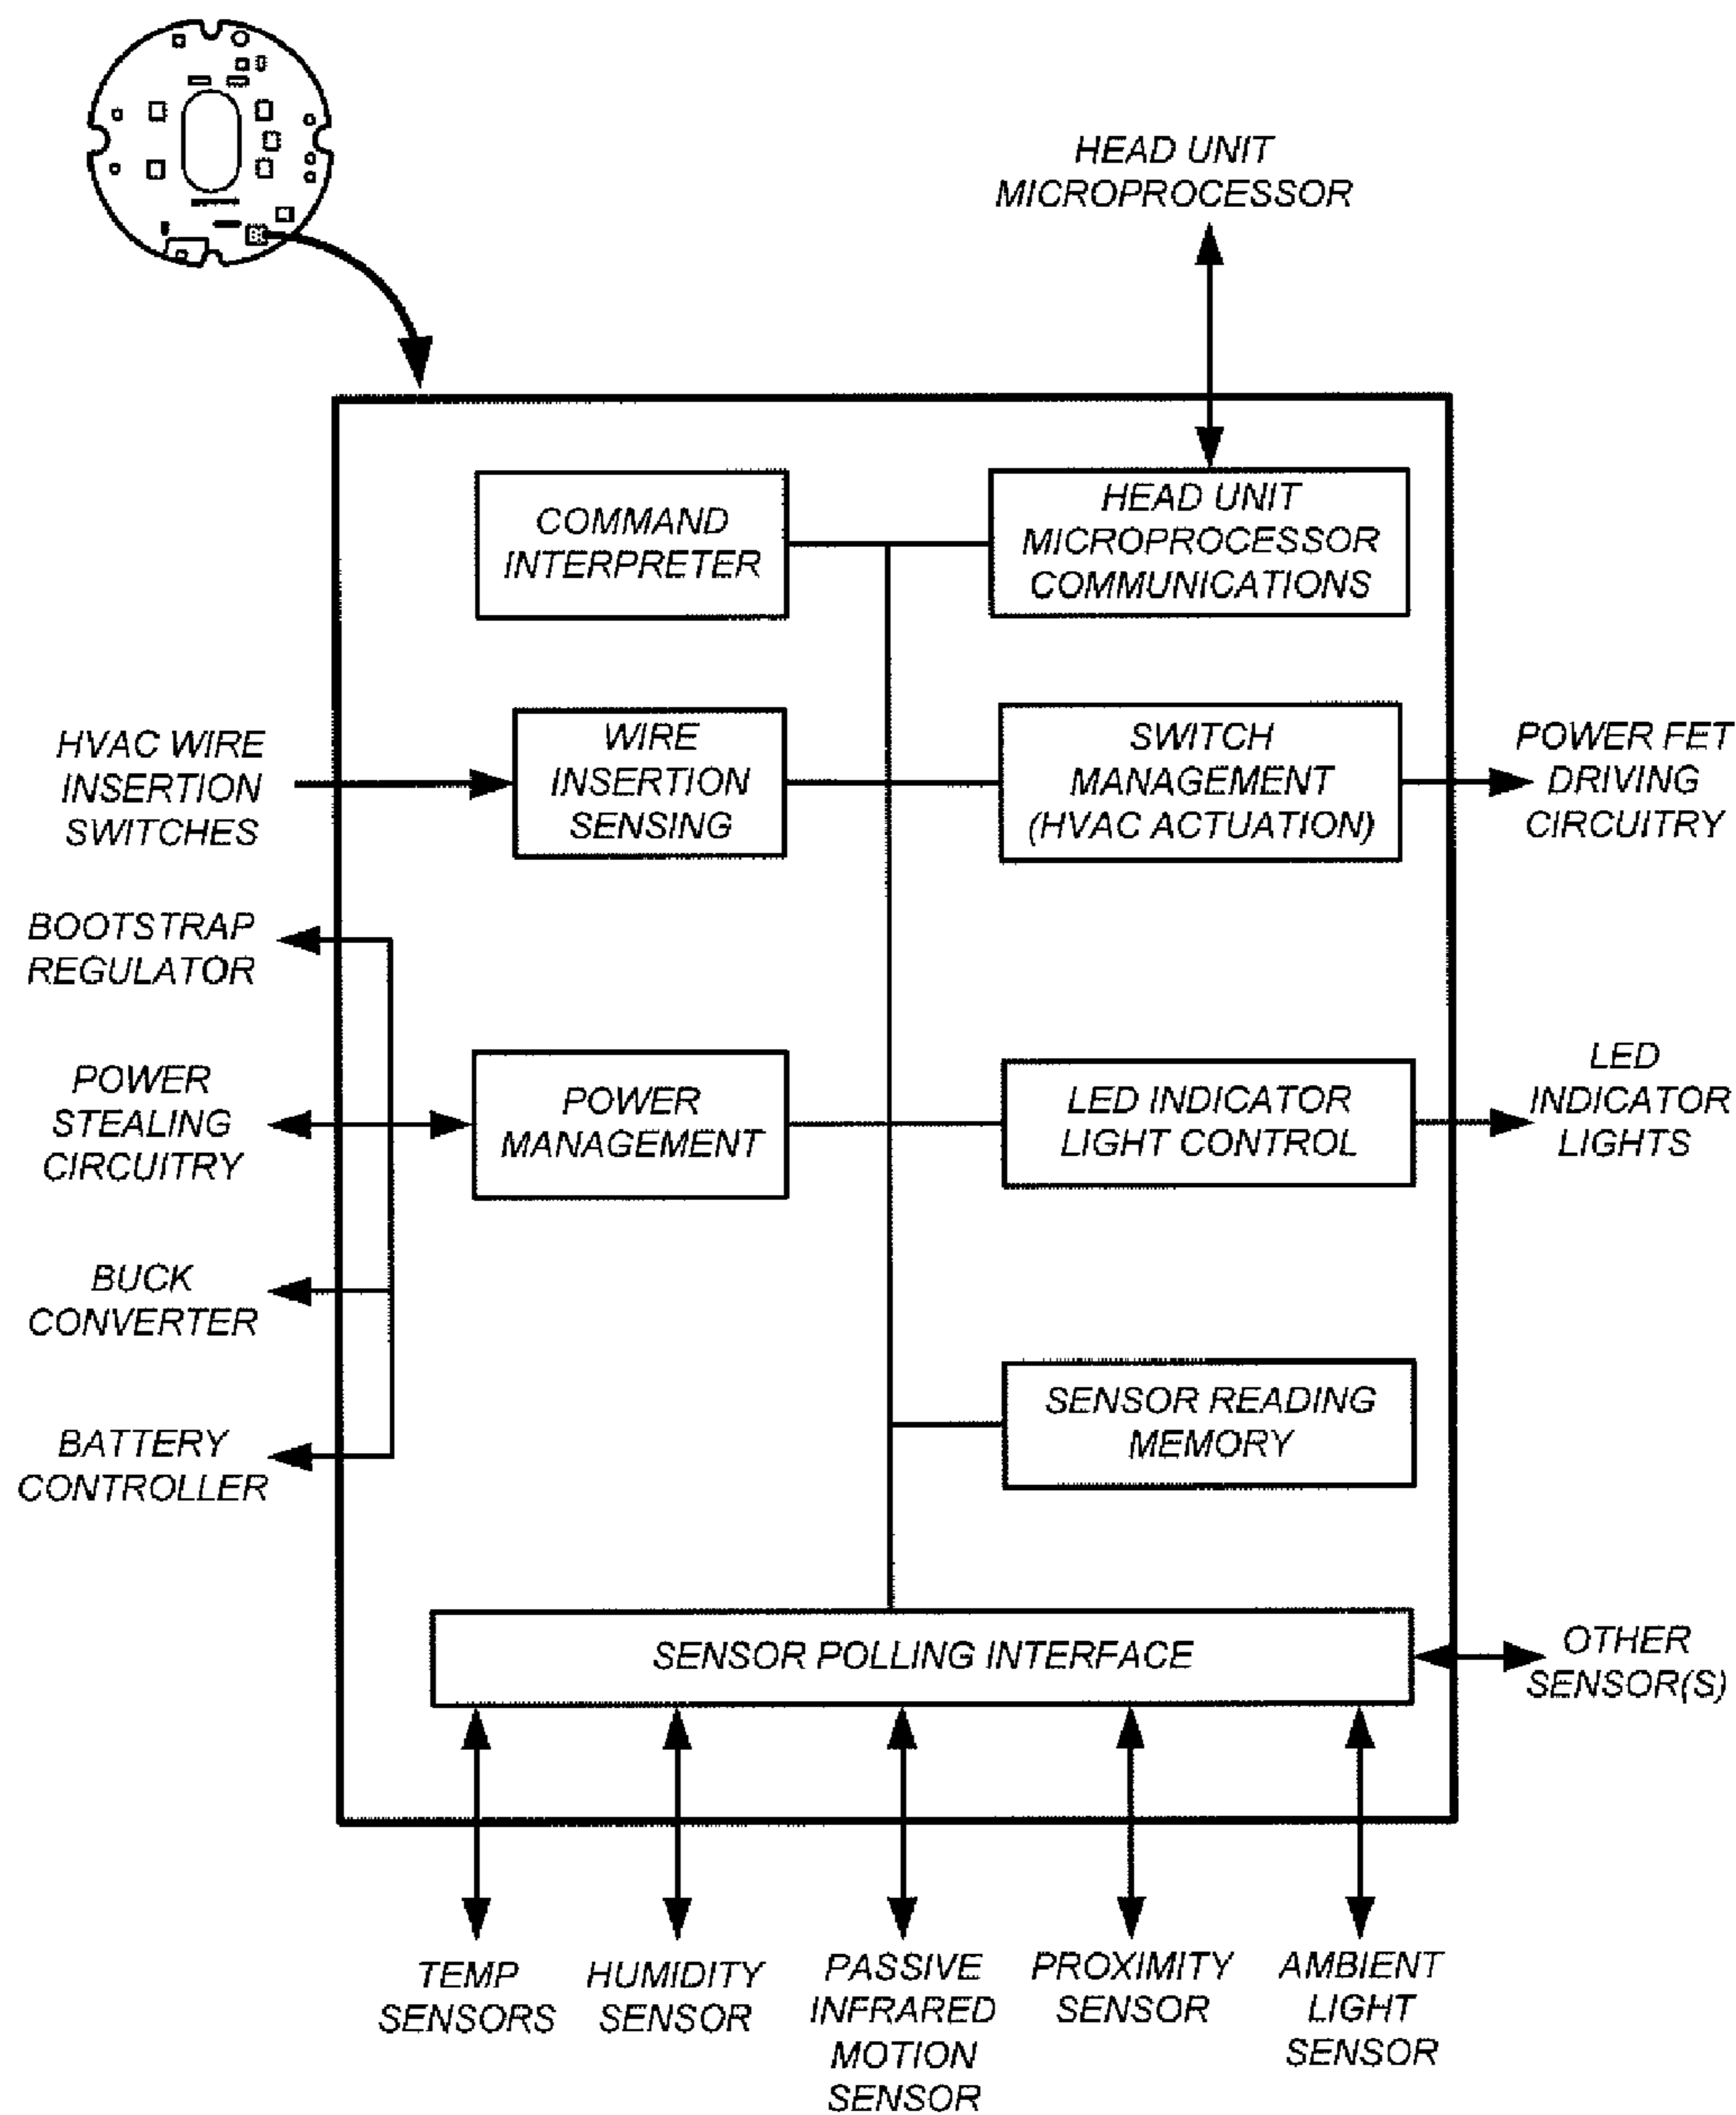 HEAD UNIT
MICROPROCESSOR
COMMAND
INTERPRETER
HEAD UNIT
MICROPROCESSOR
COMMUNICATIONS
HVAC WIRE
INSERTION
SWITCHES
WIRE
INSERTION
SENSING
SWITCH
MANAGEMENT
(HVAC ACTUATION)
POWER FET
DRIVING
CIRCUITRY
BOOTSTRAP
REGULATOR
POWER
STEALING
CIRCUITRY
POWER
MANAGEMENT
LED INDICATOR
LIGHT CONTROL
LED
INDICATOR
LIGHTS
BUCK
CONVERTER
BATTERY
CONTROLLER
SENSOR READING
MEMORY
SENSOR POLLING INTERFACE
OTHER
SENSOR(S)
TEMP
SENSORS
HUMIDITY
SENSOR
PASSIVE
INFRARED
MOTION
SENSOR
PROXIMITY
SENSOR
AMBIENT
LIGHT
SENSOR